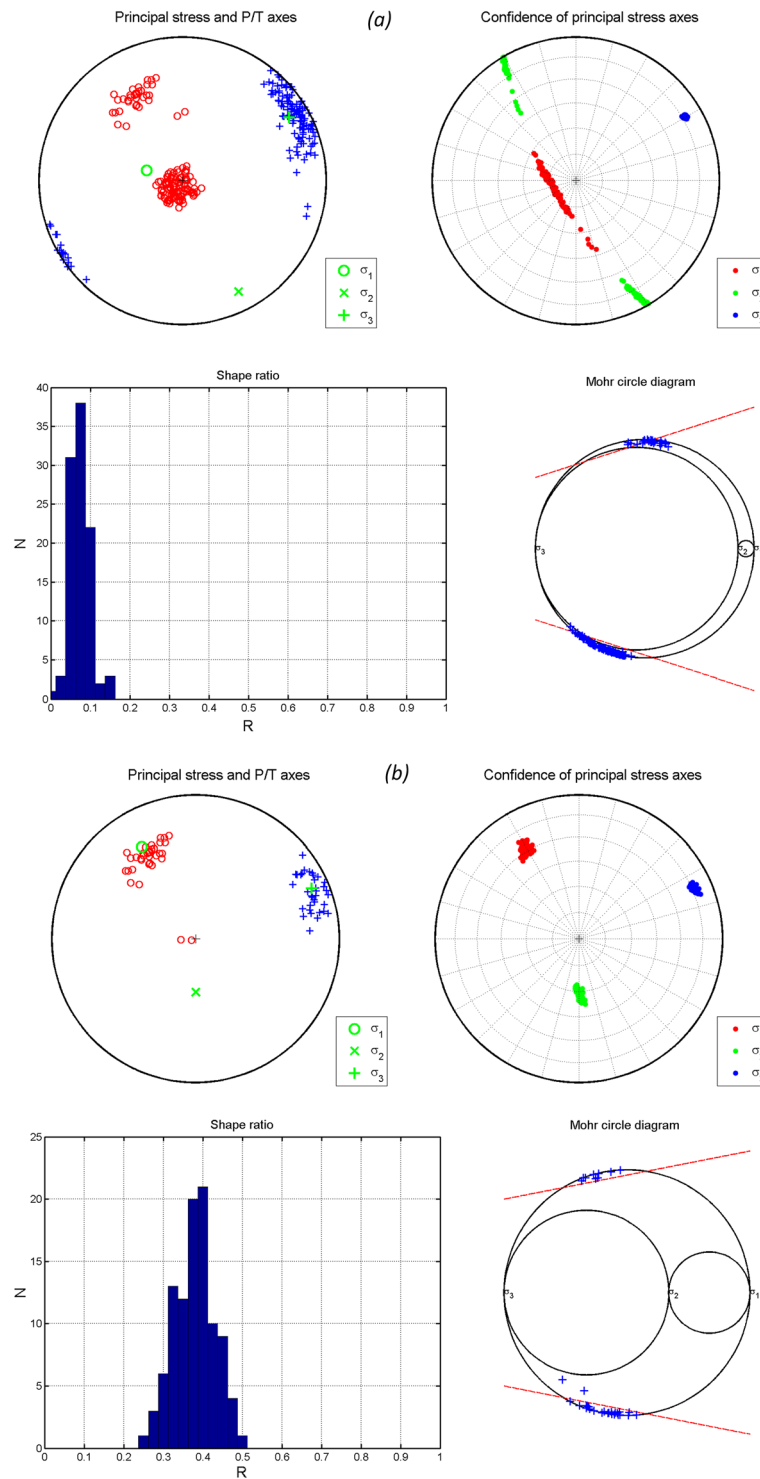 Principal stress and P/T axes (a) Confidence of principal stress axes
σ1
σ2
σ3
σ
σ
σ
Shape ratio
Mohr circle diagram
40
35
30
25
20
15
10
5
0
N
0 0.1 0.2 0.3 0.4 0.5 0.6 0.7 0.8 0.9 1
R
σ3 σ2 σ
Principal stress and P/T axes (b) Confidence of principal stress axes
σ1
σ2
σ3
σ
σ
σ
Shape ratio
Mohr circle diagram
25
20
15
10
5
0
N
0 0.1 0.2 0.3 0.4 0.5 0.6 0.7 0.8 0.9 1
R
σ3 σ2 σ1